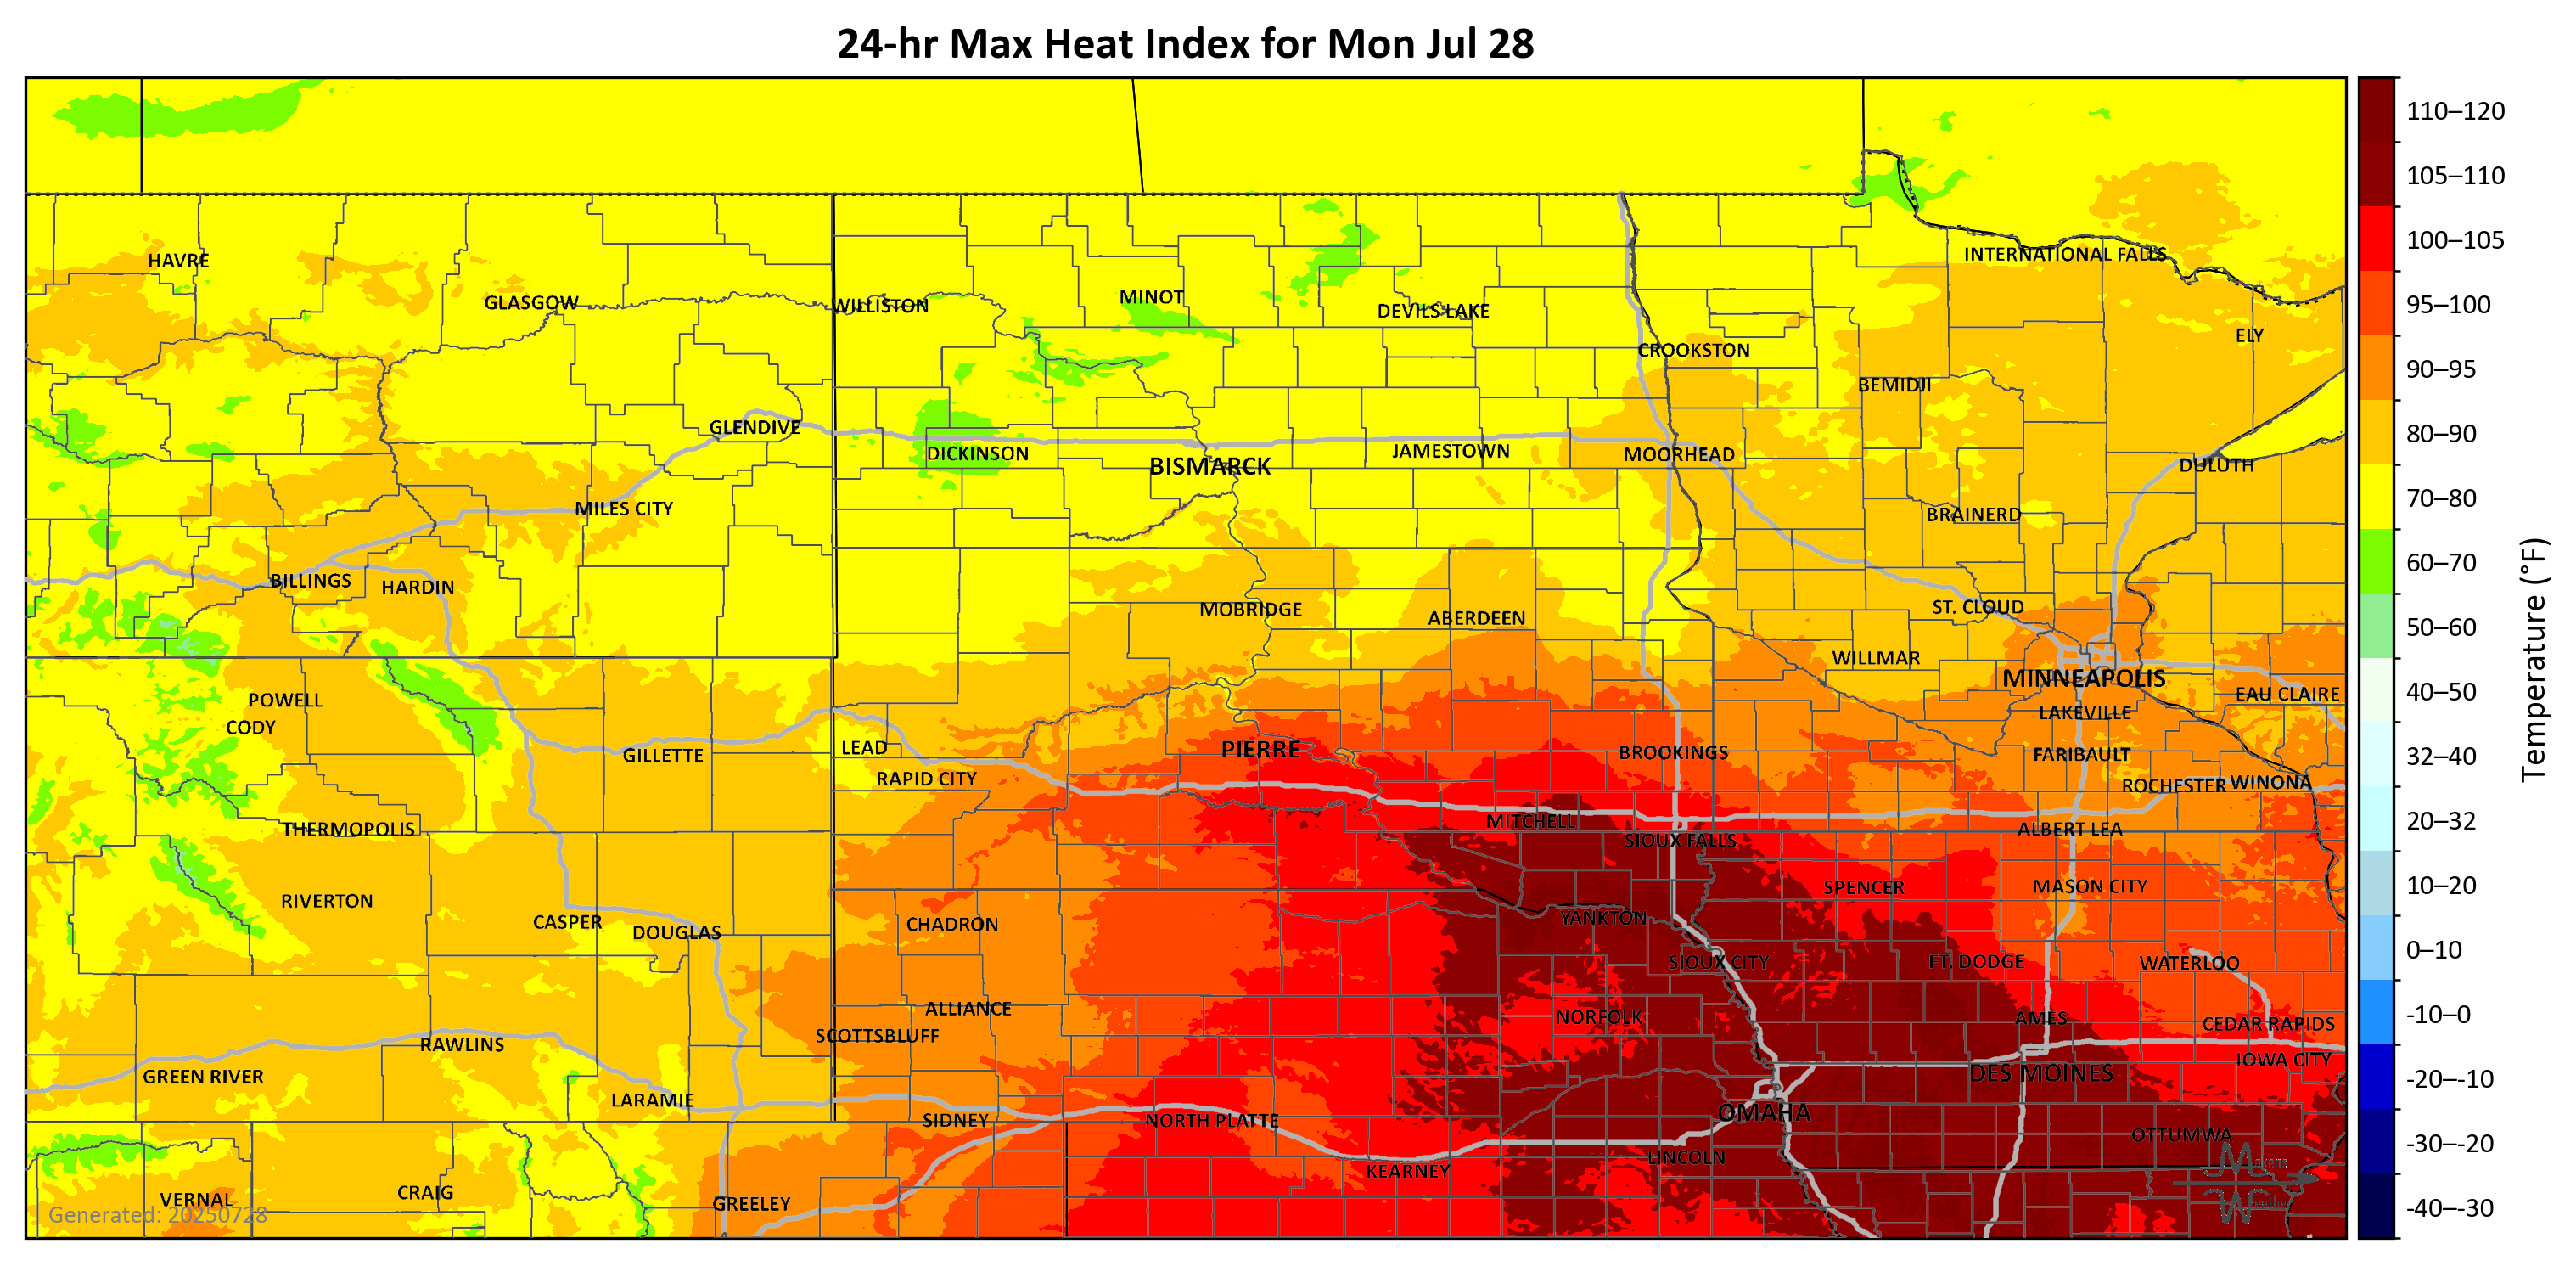 24-hr Max Heat Index for Mon Jul 28
HAVRE
INTERNATIONAL FALLS
GLASGOW
WILLISTON
MINOT
DEVILS LAKE
ELY
CROOKSTON
BEMIDJI
GLENDIVE
DICKINSON
BISMARCK
JAMESTOWN
MOORHEAD
DULUTH
MILES CITY
BRAINERD
BILLINGS
HARDIN
MOBRIDGE
ABERDEEN
ST. CLOUD
WILLMAR
MINNEAPOLIS
EAU CLAIRE
POWELL
CODY
LAKEVILLE
GILLETTE
LEAD
PIERRE
BROOKINGS
FARIBAULT
RAPID CITY
ROCHESTER
WINONA
THERMOPOLIS
MITCHELL
SIOUX FALLS
ALBERT LEA
RIVERTON
SPENCER
MASON CITY
CASPER
DOUGLAS
CHADRON
YANKTON
SIOUX CITY
FT. DODGE
WATERLOO
ALLIANCE
NORFOLK
AMES
CEDAR RAPIDS
SCOTTSBLUFF
RAWLINS
IOWA CITY
GREEN RIVER
DES MOINES
LARAMIE
SIDNEY
NORTH PLATTE
OMAHA
OTTUMWA
LINCOLN
KEARNEY
VERNAL
CRAIG
GREELEY
Generated: 20250728
110–120
105–110
100–105
95–100
90–95
80–90
70–80
60–70
50–60
40–50
32–40
20–32
10–20
0–10
-10–0
-20–-10
-30–-20
-40–-30
Temperature (°F)